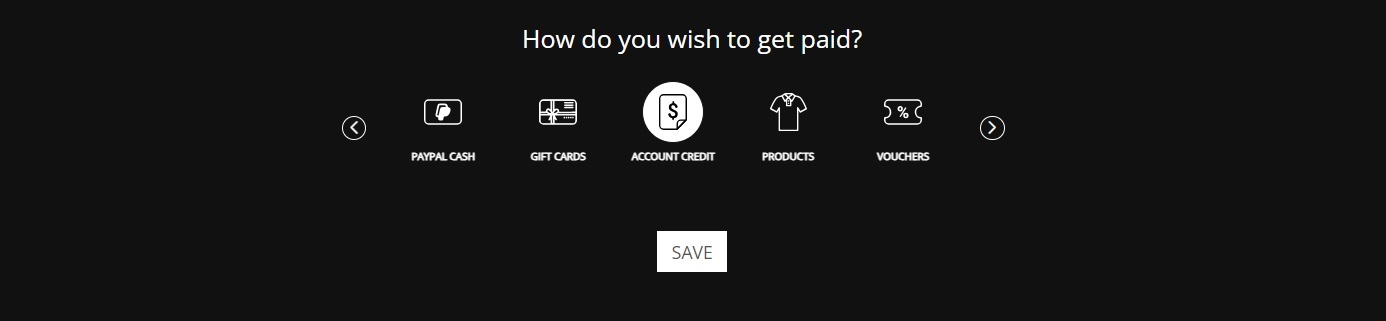 How do you wish to get paid?
PAYPAL CASH GIFT CARDS ACCOUNT CREDIT PRODUCTS VOUCHERS
SAVE